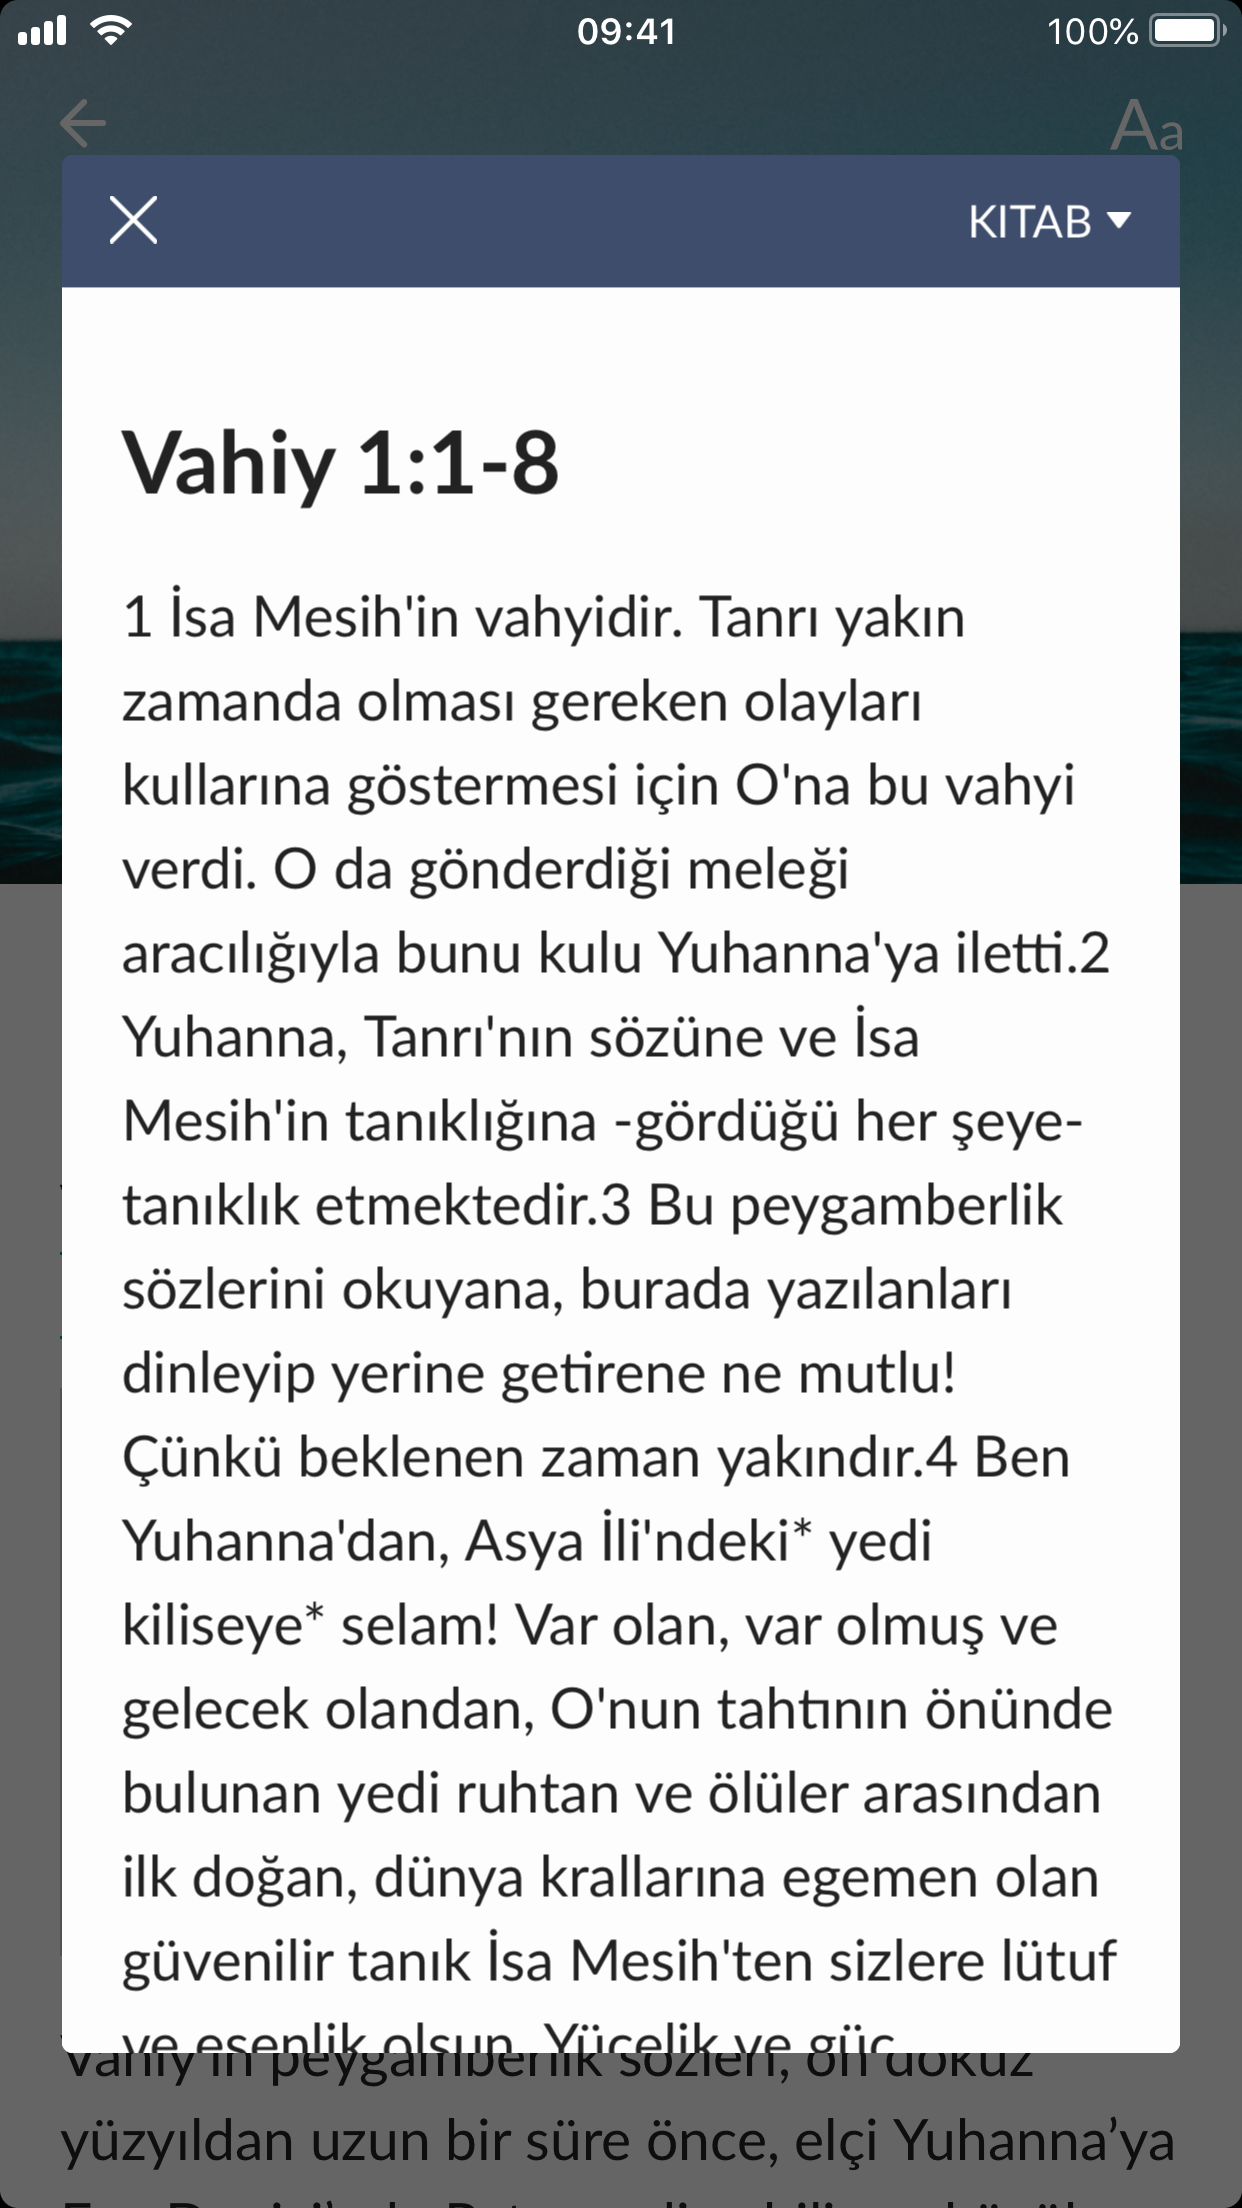 09:41
100%
Aa
KITAB
Vahiy 1:1-8
1 İsa Mesih'in vahyidir. Tanrı yakın
zamanda olması gereken olayları
kullarına göstermesi için O'na bu vahyi
verdi. O da gönderdiği meleği
aracılığıyla bunu kulu Yuhanna'ya iletti.2
Yuhanna, Tanrı'nın sözüne ve İsa
Mesih'in tanıklığına -gördüğü her şeye-
tanıklık etmektedir.3 Bu peygamberlik
sözlerini okuyana, burada yazılanları
dinleyip yerine getirene ne mutlu!
Çünkü beklenen zaman yakındır.4 Ben
Yuhanna'dan, Asya İli'ndeki* yedi
kiliseye* selam! Var olan, var olmuş ve
gelecek olandan, O'nun tahtının önünde
bulunan yedi ruhtan ve ölüler arasından
ilk doğan, dünya krallarına egemen olan
güvenilir tanık İsa Mesih'ten sizlere lütuf
ve esenlik olsun. Yücelik ve güç
Vahiy'in peygamberlik sözleri, on dokuz
yüzyıldan uzun bir süre önce, elçi Yuhanna’ya